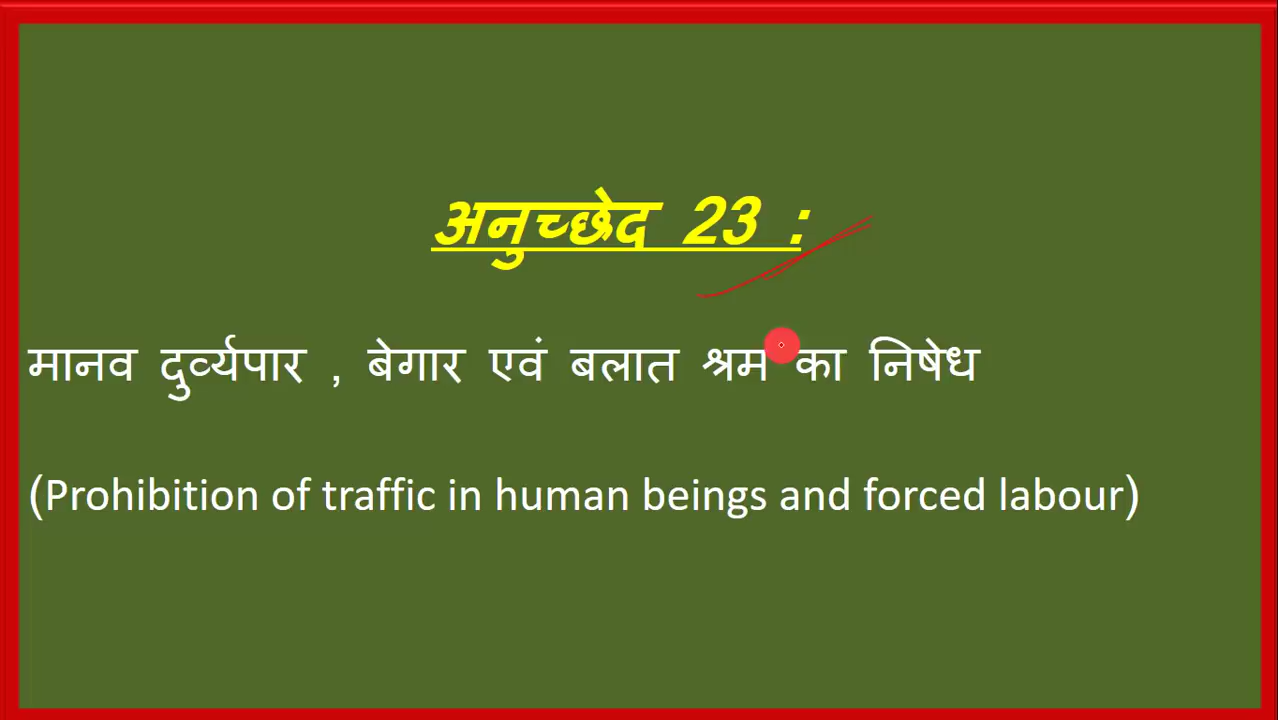 अनुच्छेद 23 :
मानव दुर्व्यपार , बेगार एवं बलात श्रम का निषेध
(Prohibition of traffic in human beings and forced labour)